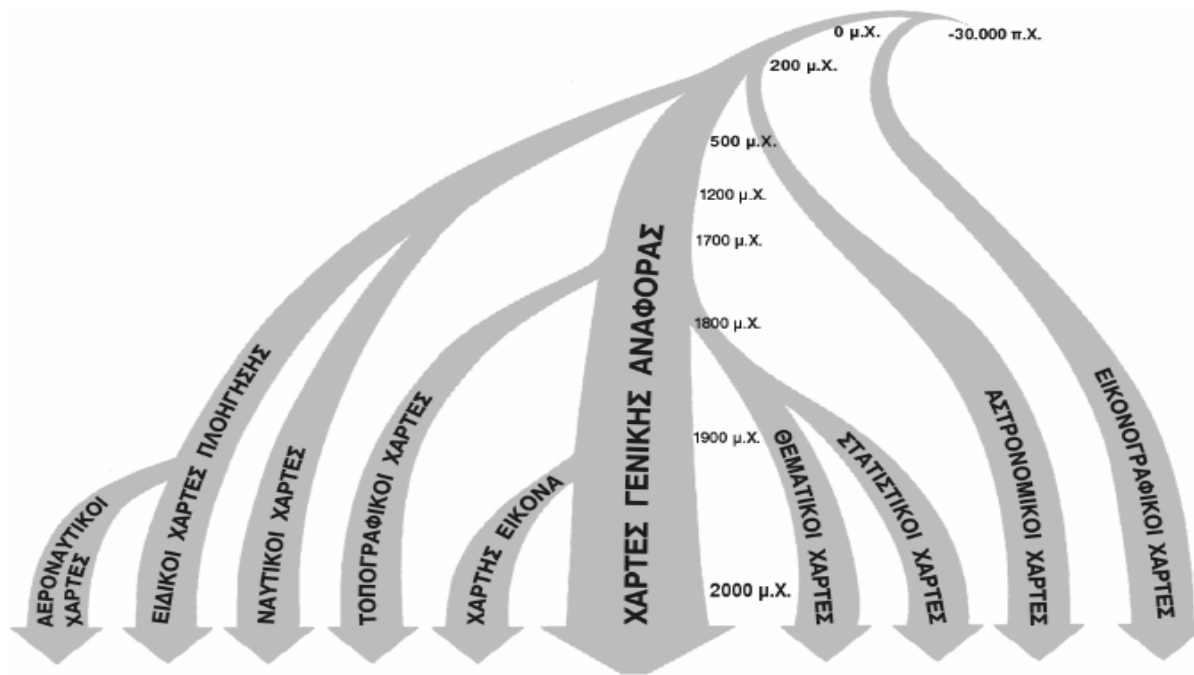 0 μ.Χ.
-30.000 π.Χ.
200 μ.Χ.
500 μ.Χ.
1200 μ.Χ.
1700 μ.Χ.
1800 μ.Χ.
1900 μ.Χ.
2000 μ.Χ.
ΑΕΡΟΝΑΥΤΙΚΟΙ
ΧΑΡΤΕΣ
ΕΙΔΙΚΟΙ ΧΑΡΤΕΣ ΠΛΟΗΓΗΣΗΣ
ΝΑΥΤΙΚΟΙ ΧΑΡΤΕΣ
ΤΟΠΟΓΡΑΦΙΚΟΙ ΧΑΡΤΕΣ
ΧΑΡΤΗΣ ΕΙΚΟΝΑ
ΧΑΡΤΕΣ ΓΕΝΙΚΗΣ ΑΝΑΦΟΡΑΣ
ΘΕΜΑΤΙΚΟΙ ΧΑΡΤΕΣ
ΣΤΑΤΙΣΤΙΚΟΙ ΧΑΡΤΕΣ
ΑΣΤΡΟΝΟΜΙΚΟΙ ΧΑΡΤΕΣ
ΕΙΚΟΝΟΓΡΑΦΙΚΟΙ ΧΑΡΤΕΣ